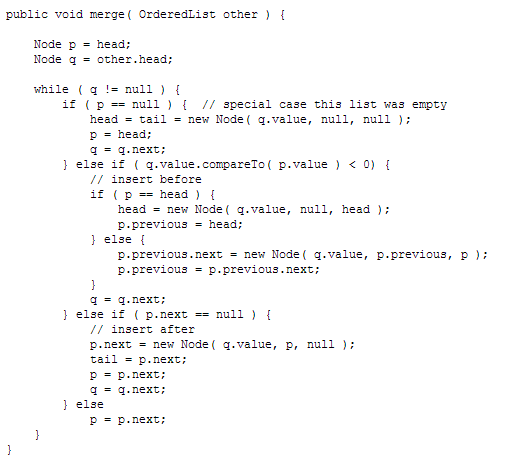 public void merge( OrderedList other ) {

    Node p = head;
    Node q = other.head;

    while ( q != null ) {
        if ( p == null ) {  // special case this list was empty
            head = tail = new Node( q.value, null, null );
            p = head;
            q = q.next;
        } else if ( q.value.compareTo( p.value ) < 0) {
            // insert before
            if ( p == head ) {
                head = new Node( q.value, null, head );
                p.previous = head;
            } else {
                p.previous.next = new Node( q.value, p.previous, p );
                p.previous = p.previous.next;
            }
            q = q.next;
        } else if ( p.next == null ) {
            // insert after
            p.next = new Node( q.value, p, null );
            tail = p.next;
            p = p.next;
            q = q.next;
        } else
            p = p.next;
    }
}